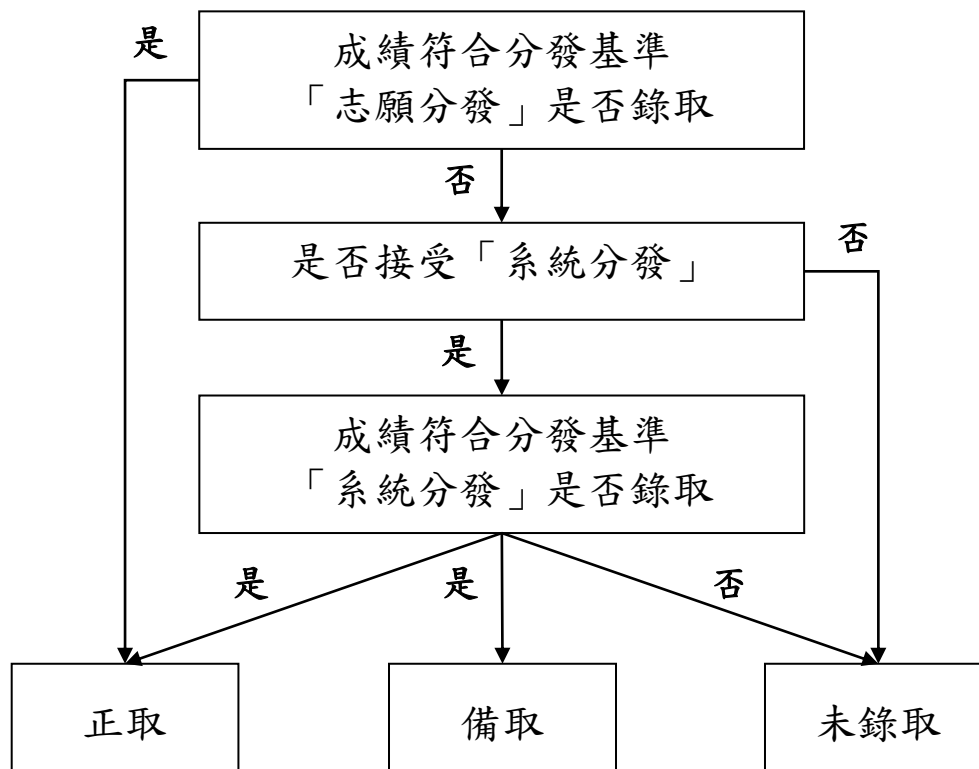 是
成績符合分發基準
「志願分發」是否錄取
否
是否接受「系統分發」
否
是
成績符合分發基準
「系統分發」是否錄取
是
是
否
正取
備取
未錄取